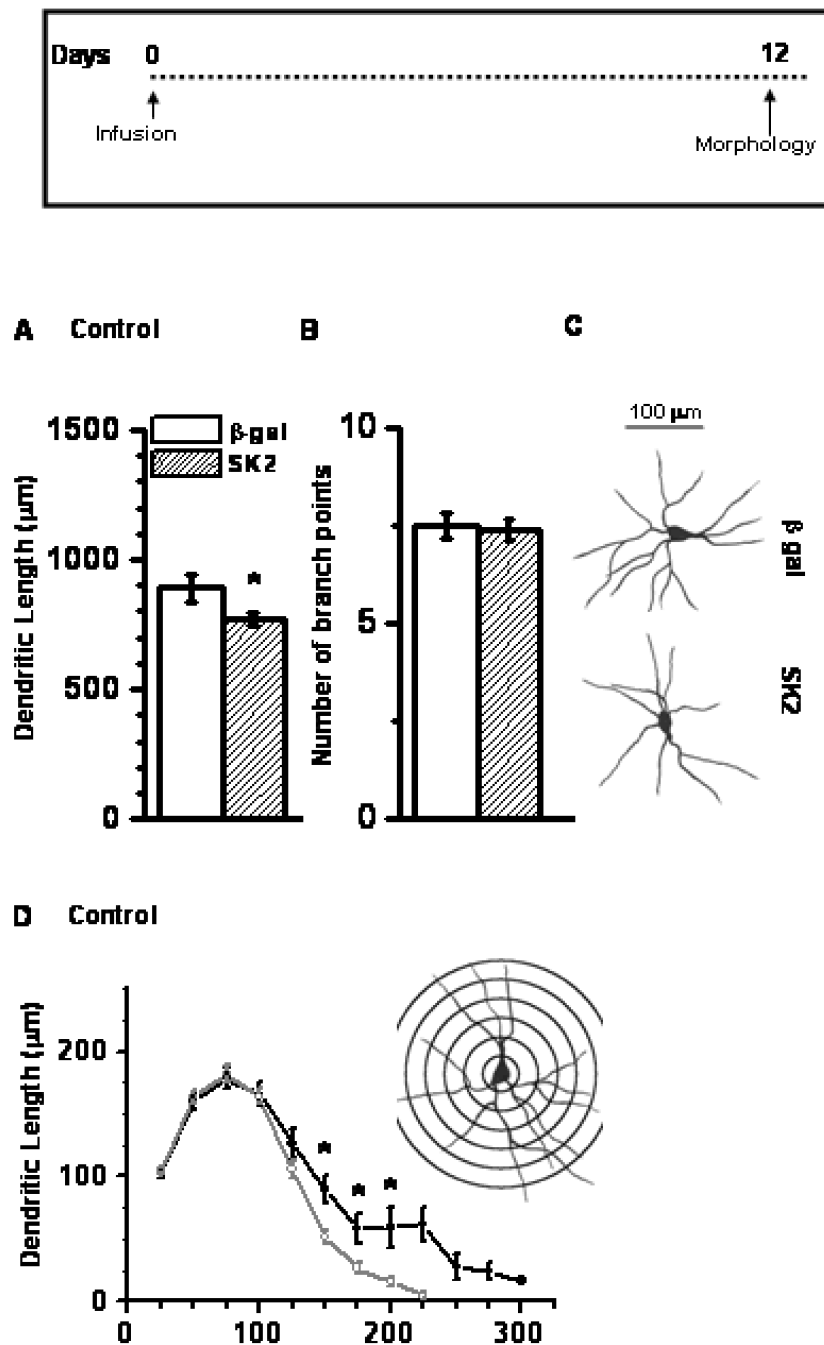 Days 0 12
Infusion
Morphology
A Control
B
C
1500
1000
500
0
Dendritic Length (µm)
β-gal
SK2
*
10
5
0
Number of branch points
100 µm
β gal
SK2
D Control
200
100
0
Dendritic Length (µm)
* * *
0 100 200 300